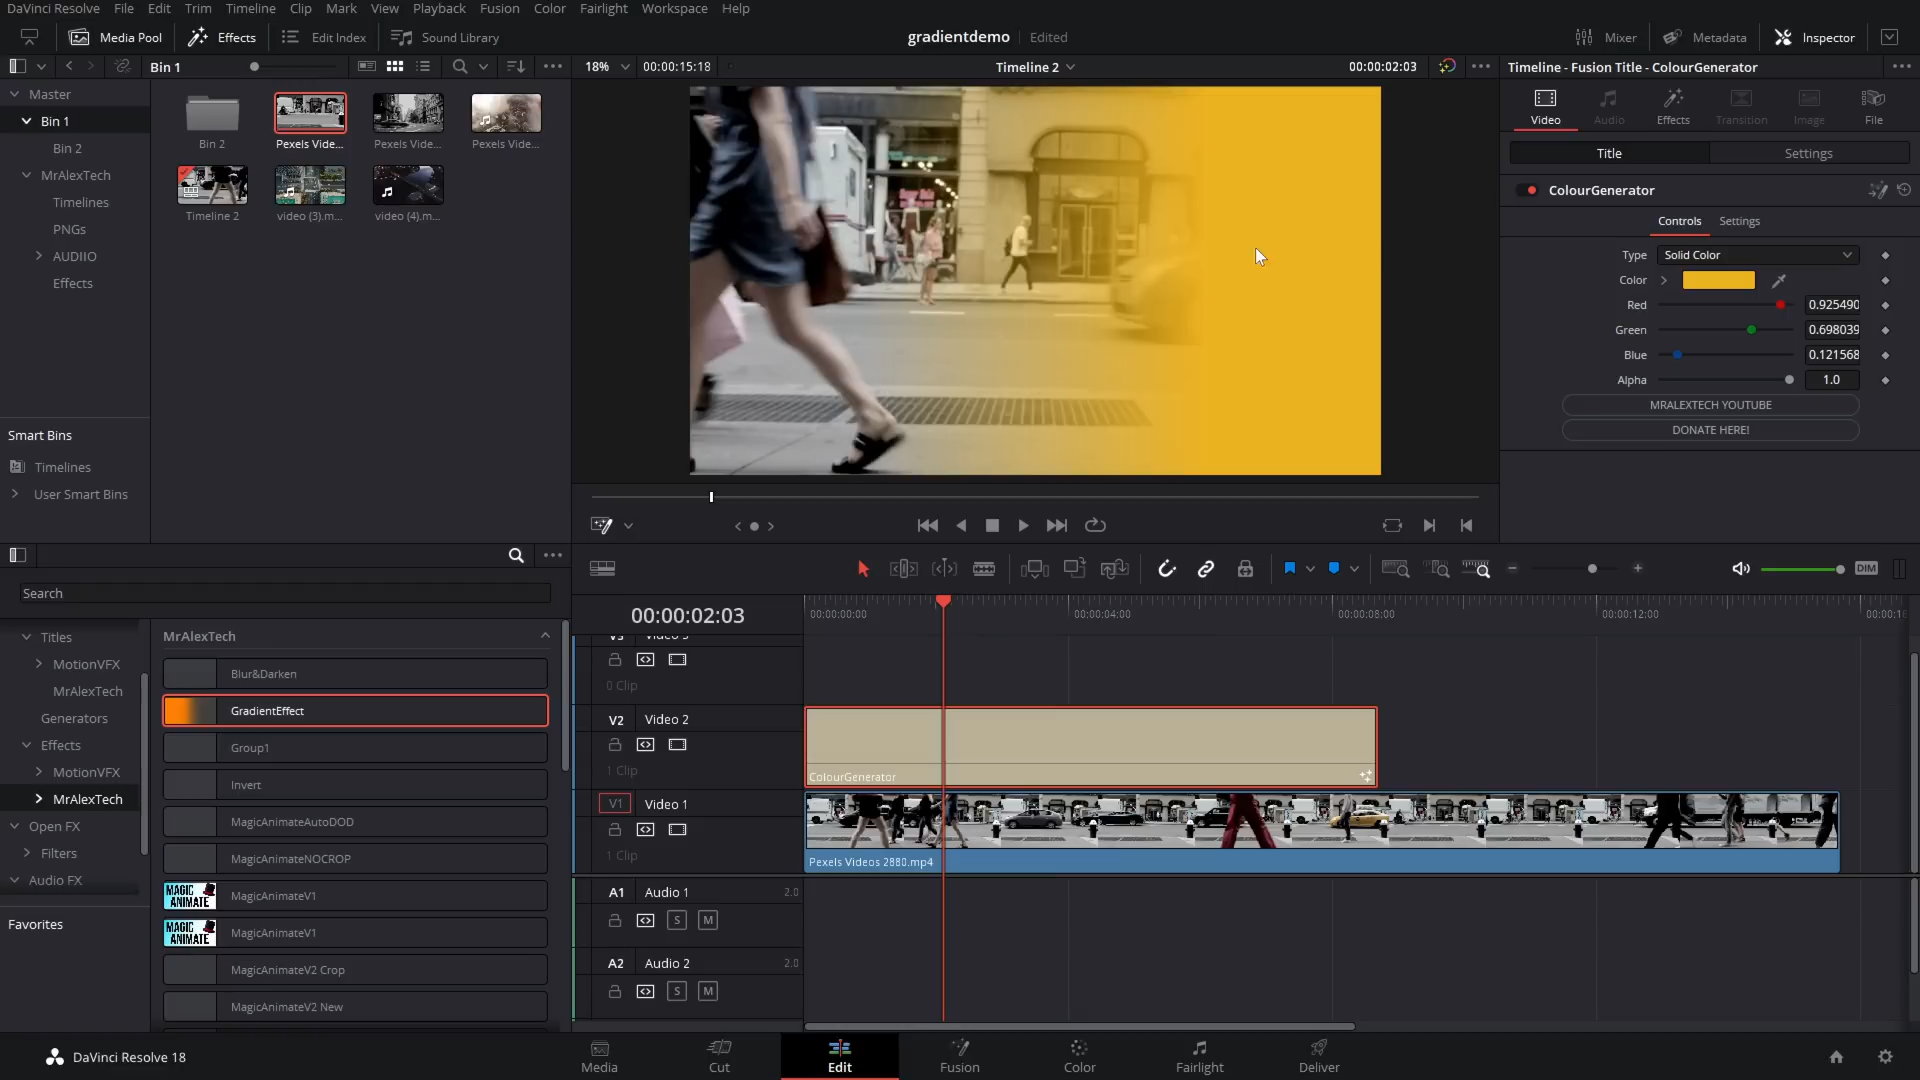 DaVinci Resolve File Edit Trim Timeline Clip Mark View Playback Fusion Color Fairlight Workspace Help
Media Pool Effects Edit Index Sound Library
gradientdemo Edited
Mixer Metadata Inspector
Bin 1
18% 00:00:15:18 Timeline 2 00:00:02:03
Timeline - Fusion Title - ColourGenerator
Master
Bin 1
Bin 2
MrAlexTech
Timelines
PNGs
AUDIIO
Effects
Bin 2
Pexels Vide...
Pexels Vide...
Pexels Vide...
Timeline 2
video (3).m...
video (4).m...
Smart Bins
Timelines
User Smart Bins
Video Audio Effects Transition Image File
Title Settings
ColourGenerator
Controls Settings
Type Solid Color
Color
Red 0.925490
Green 0.698039
Blue 0.121568
Alpha 1.0
MRALEXTECH YOUTUBE
DONATE HERE!
Search
Titles
MotionVFX
MrAlexTech
Generators
Effects
MotionVFX
MrAlexTech
Open FX
Filters
Audio FX
Favorites
MrAlexTech
Blur&Darken
GradientEffect
Group1
Invert
MagicAnimateAutoDOD
MagicAnimateNOCROP
MAGIC ANIMATE MagicAnimateV1
MAGIC ANIMATE MagicAnimateV1
MagicAnimateV2 Crop
MagicAnimateV2 New
DIM
00:00:02:03
00:00:00:00 00:00:04:00 00:00:08:00 00:00:12:00
V3 Video 3
0 Clip
V2 Video 2
1 Clip
ColourGenerator
V1 Video 1
1 Clip
Pexels Videos 2880.mp4
A1 Audio 1 2.0
S M
A2 Audio 2 2.0
S M
DaVinci Resolve 18
Media Cut Edit Fusion Color Fairlight Deliver